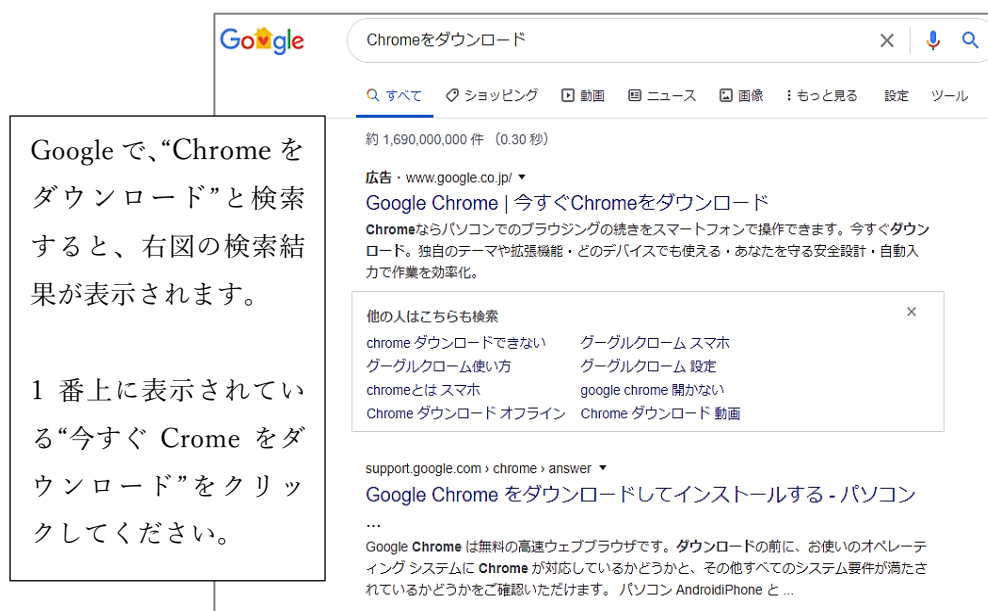 Google
Chromeをダウンロード
すべて ショッピング 動画 ニュース 画像 もっと見る 設定 ツール
約 1,690,000,000 件 （0.30 秒）
広告・www.google.co.jp/
Google Chrome | 今すぐChromeをダウンロード
Chromeならパソコンでのブラウジングの続きをスマートフォンで操作できます。今すぐダウン
ロード。独自のテーマや拡張機能・どのデバイスでも使える・あなたを守る安全設計・自動入
力で作業を効率化。
他の人はこちらも検索
chrome ダウンロードできない グーグルクローム スマホ
グーグルクローム使い方 グーグルクローム 設定
chromeとは スマホ google chrome 開かない
Chrome ダウンロード オフライン Chrome ダウンロード 動画
support.google.com › chrome › answer
Google Chrome をダウンロードしてインストールする - パソコン
...
Google Chrome は無料の高速ウェブブラウザです。ダウンロードの前に、お使いのオペレーテ
ィング システムに Chrome が対応しているかどうかと、その他すべてのシステム要件が満たさ
れているかどうかをご確認いただけます。 パソコン AndroidiPhone と ...
Google で、“Chrome を
ダウンロード”と検索
すると、右図の検索結
果が表示されます。
1 番上に表示されてい
る“今すぐ Crome をダ
ウンロード”をクリッ
クしてください。